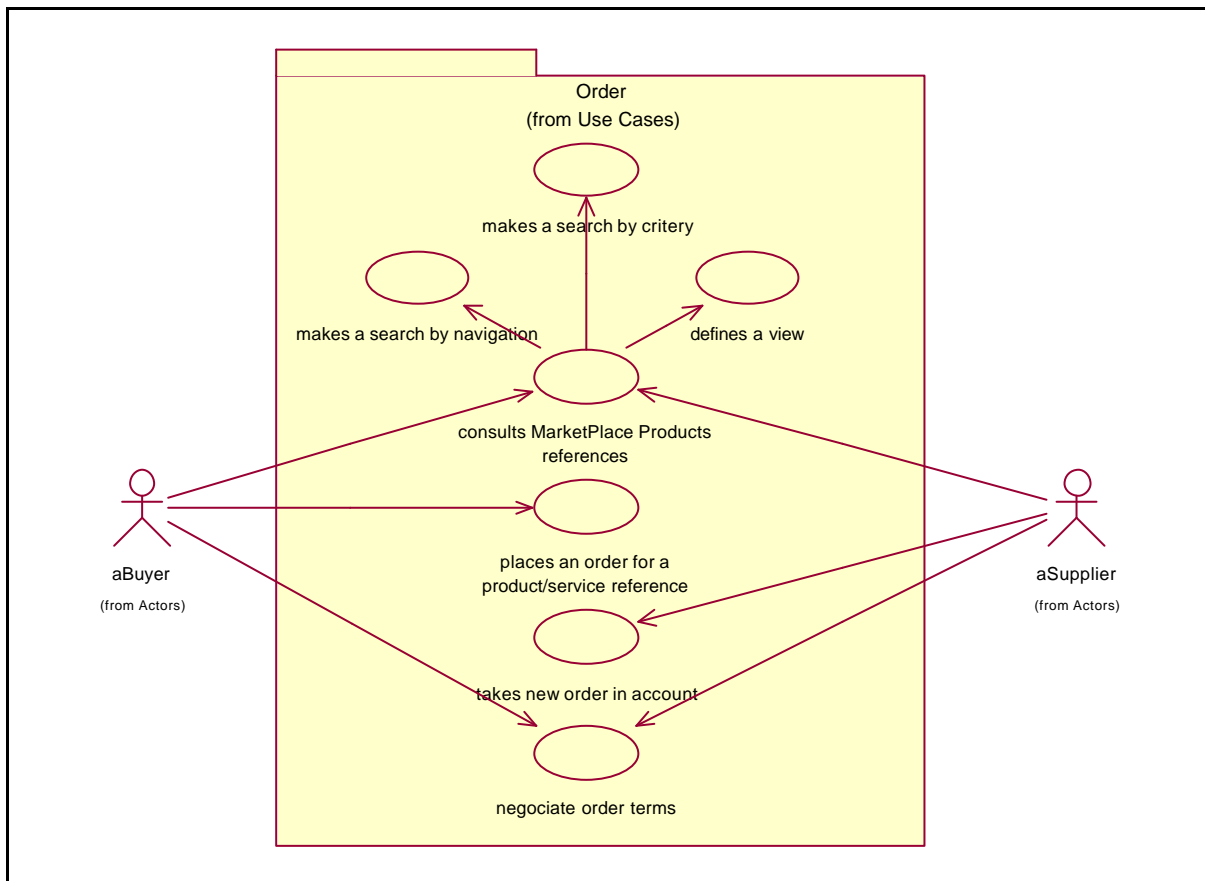 Order
(from Use Cases)
makes a search by critery
makes a search by navigation
defines a view
consults MarketPlace Products
references
places an order for a
product/service reference
aBuyer
(from Actors)
aSupplier
(from Actors)
takes new order in account
negociate order terms